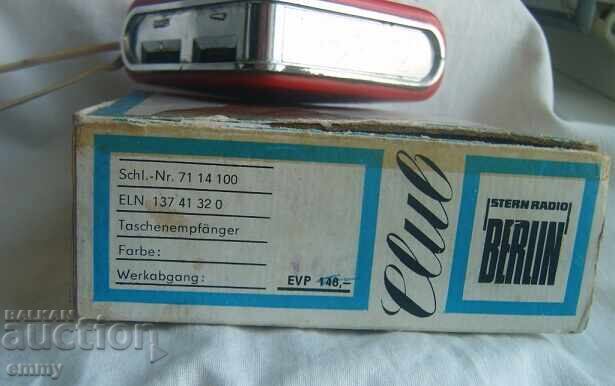 Schl.-Nr. 71 14 100
ELN 137 41 32 0
Taschenempfänger
Farbe:
Werkabgang:
EVP 146,-
Club
STERN RADIO
BERLIN
BALKAN
auction
emmy